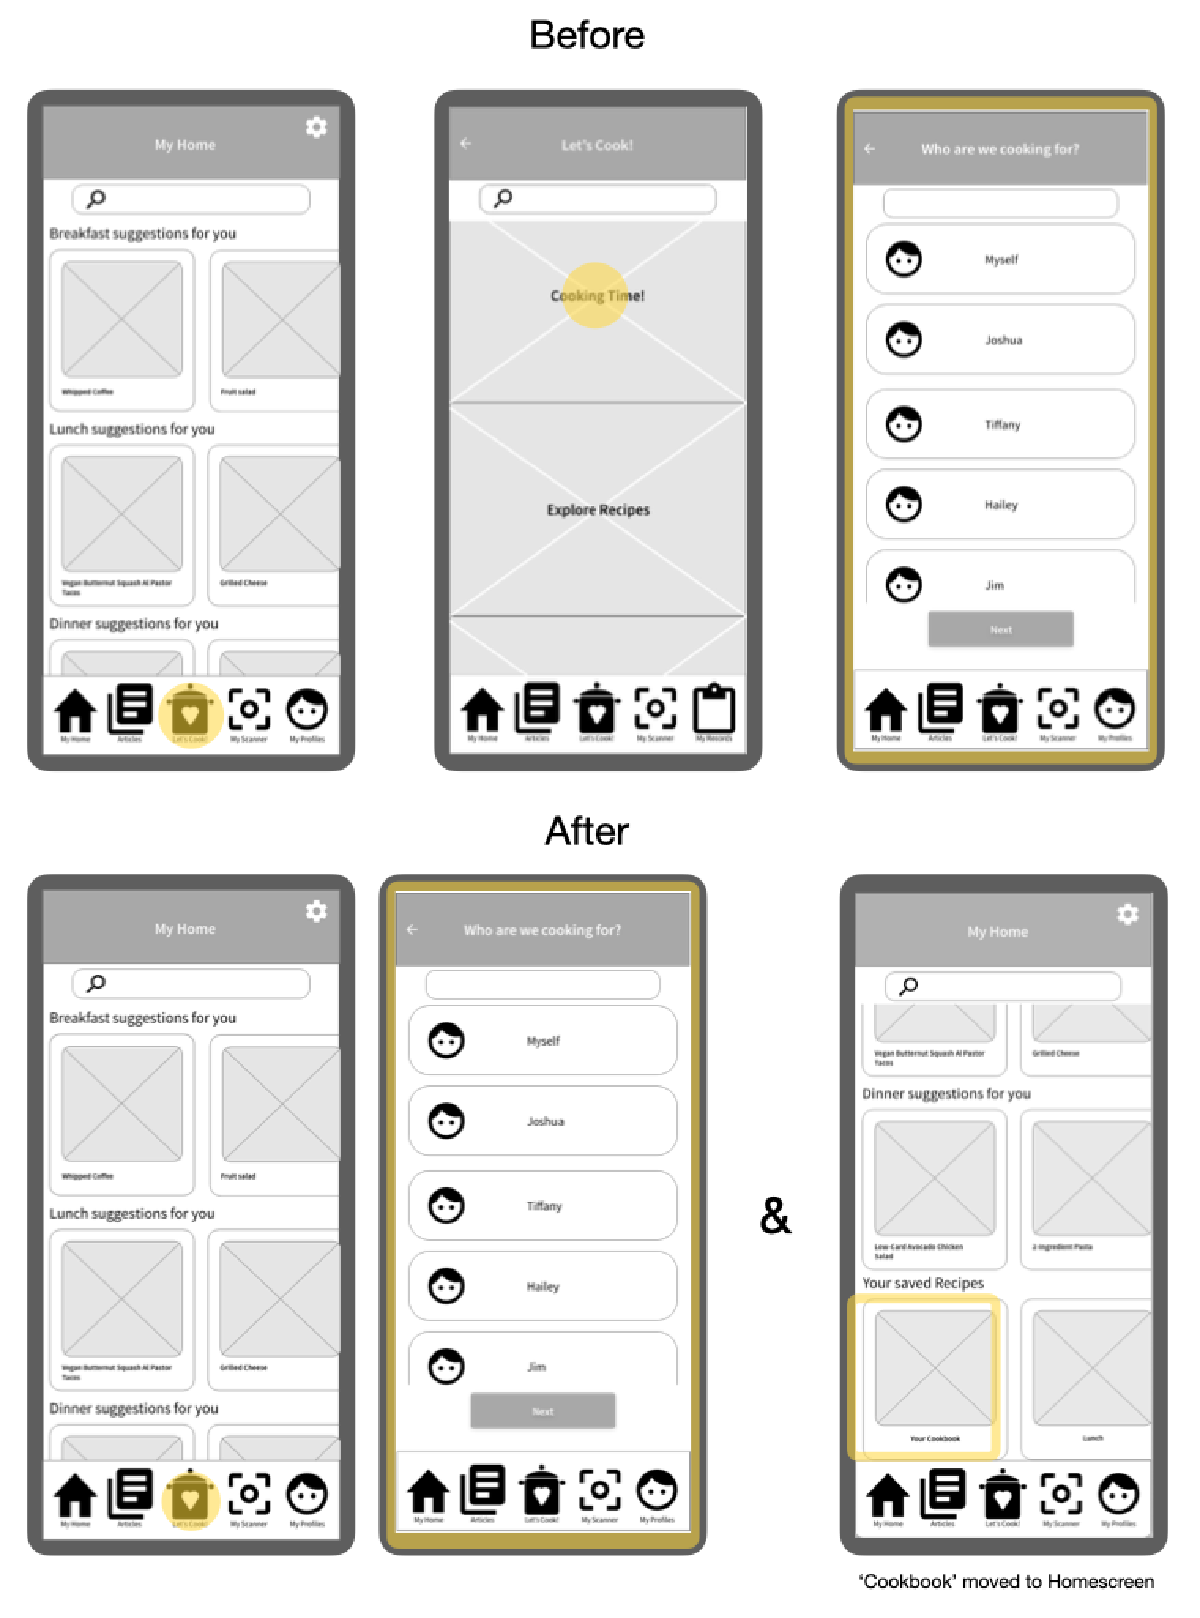 Before
My Home
Breakfast suggestions for you
Whipped Coffee
Fruit salad
Lunch suggestions for you
Vegan Butternut Squash Al Pastor
Tacos
Grilled Cheese
Dinner suggestions for you
My Home
Articles
Let's Cook!
My Scanner
My Profiles
Let's Cook!
Cooking Time!
Explore Recipes
My Home
Articles
Let's Cook!
My Scanner
My Records
Who are we cooking for?
Myself
Joshua
Tiffany
Hailey
Jim
Next
My Home
Articles
Let's Cook!
My Scanner
My Profiles
After
My Home
Breakfast suggestions for you
Whipped Coffee
Fruit salad
Lunch suggestions for you
Vegan Butternut Squash Al Pastor
Tacos
Grilled Cheese
Dinner suggestions for you
My Home
Articles
Let's Cook!
My Scanner
My Profiles
Who are we cooking for?
Myself
Joshua
Tiffany
Hailey
Jim
Next
My Home
Articles
Let's Cook!
My Scanner
My Profiles
&
My Home
Vegan Butternut Squash Al Pastor
Tacos
Grilled Cheese
Dinner suggestions for you
Low-Card Avocado Chicken
Salad
2 Ingredient Pasta
Your saved Recipes
Your Cookbook
Lunch
My Home
Articles
Let's Cook!
My Scanner
My Profiles
‘Cookbook’ moved to Homescreen